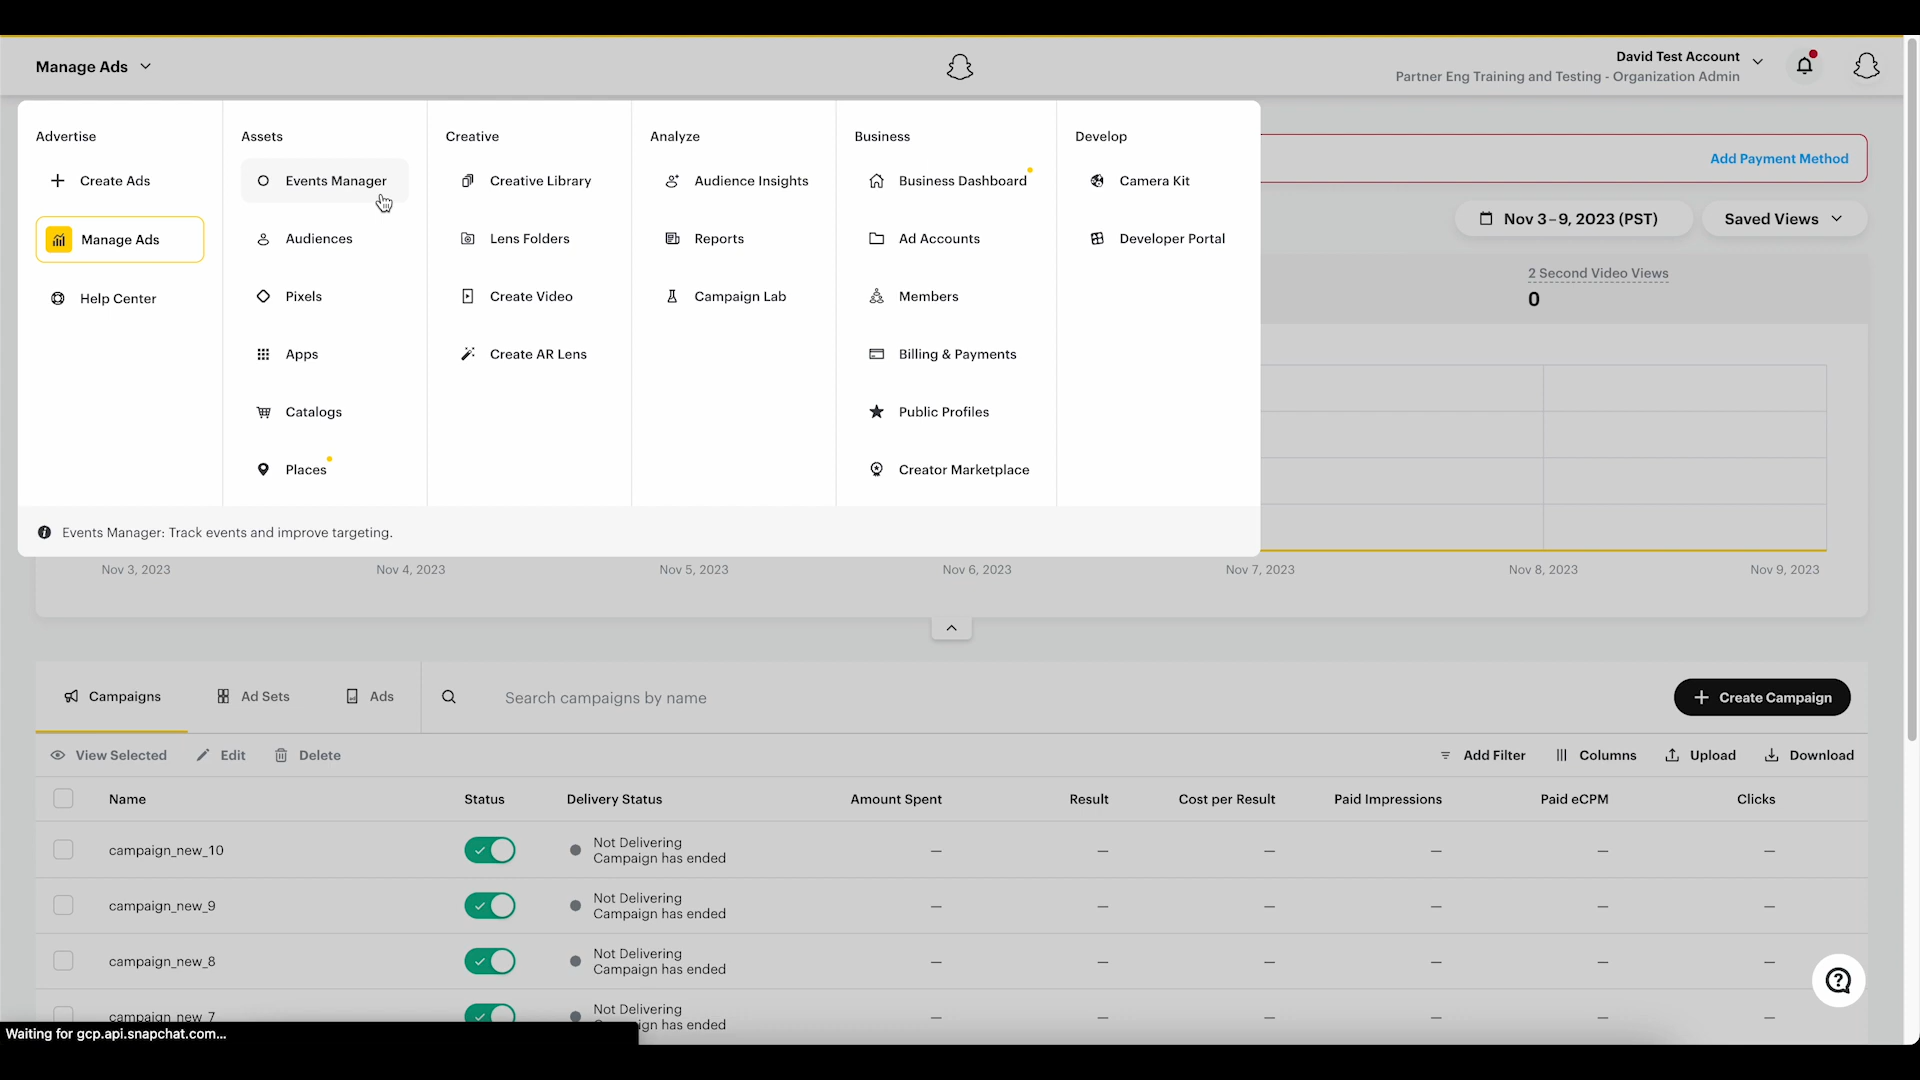 Manage Ads
David Test Account
Partner Eng Training and Testing - Organization Admin
Advertise
Create Ads
Manage Ads
Help Center
Assets
Events Manager
Audiences
Pixels
Apps
Catalogs
Places
Creative
Creative Library
Lens Folders
Create Video
Create AR Lens
Analyze
Audience Insights
Reports
Campaign Lab
Business
Business Dashboard
Ad Accounts
Members
Billing & Payments
Public Profiles
Creator Marketplace
Develop
Camera Kit
Developer Portal
Events Manager: Track events and improve targeting.
Add Payment Method
Nov 3 – 9, 2023 (PST)
Saved Views
2 Second Video Views
0
Nov 3, 2023 Nov 4, 2023 Nov 5, 2023 Nov 6, 2023 Nov 7, 2023 Nov 8, 2023 Nov 9, 2023
Campaigns Ad Sets Ads Search campaigns by name Create Campaign
View Selected Edit Delete Add Filter Columns Upload Download
Name Status Delivery Status Amount Spent Result Cost per Result Paid Impressions Paid eCPM Clicks
campaign_new_10 Not Delivering — — — — — —
Campaign has ended
campaign_new_9 Not Delivering — — — — — —
Campaign has ended
campaign_new_8 Not Delivering — — — — — —
Campaign has ended
campaign_new_7 Not Delivering — — — — — —
ign has ended
Waiting for gcp.api.snapchat.com...